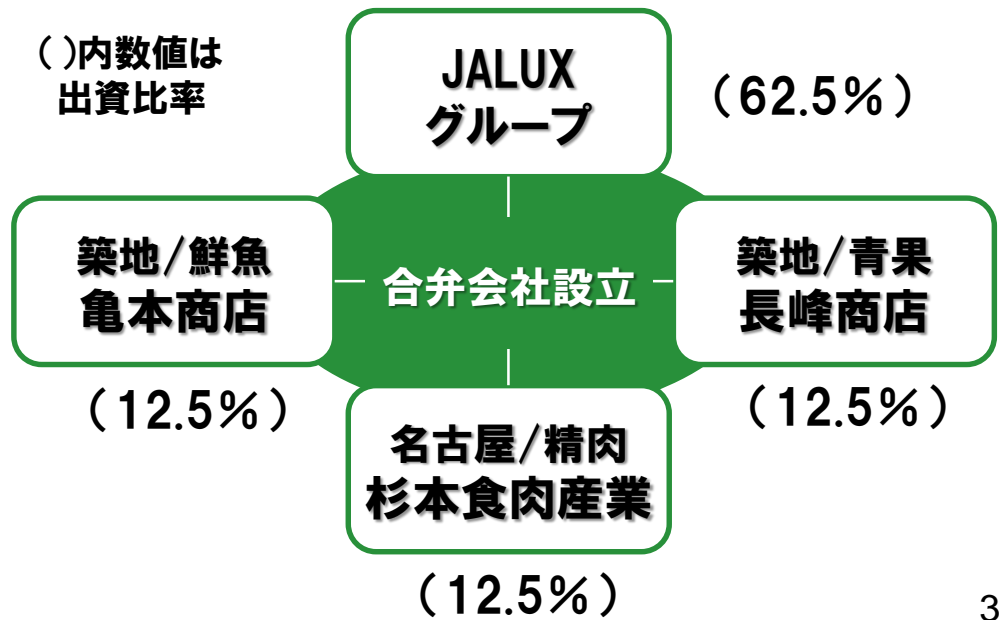 ( )内数値は
出資比率
JALUX
グループ
(62.5%)
築地/鮮魚
亀本商店
(12.5%)
合弁会社設立
築地/青果
長峰商店
(12.5%)
名古屋/精肉
杉本食肉産業
(12.5%)
3